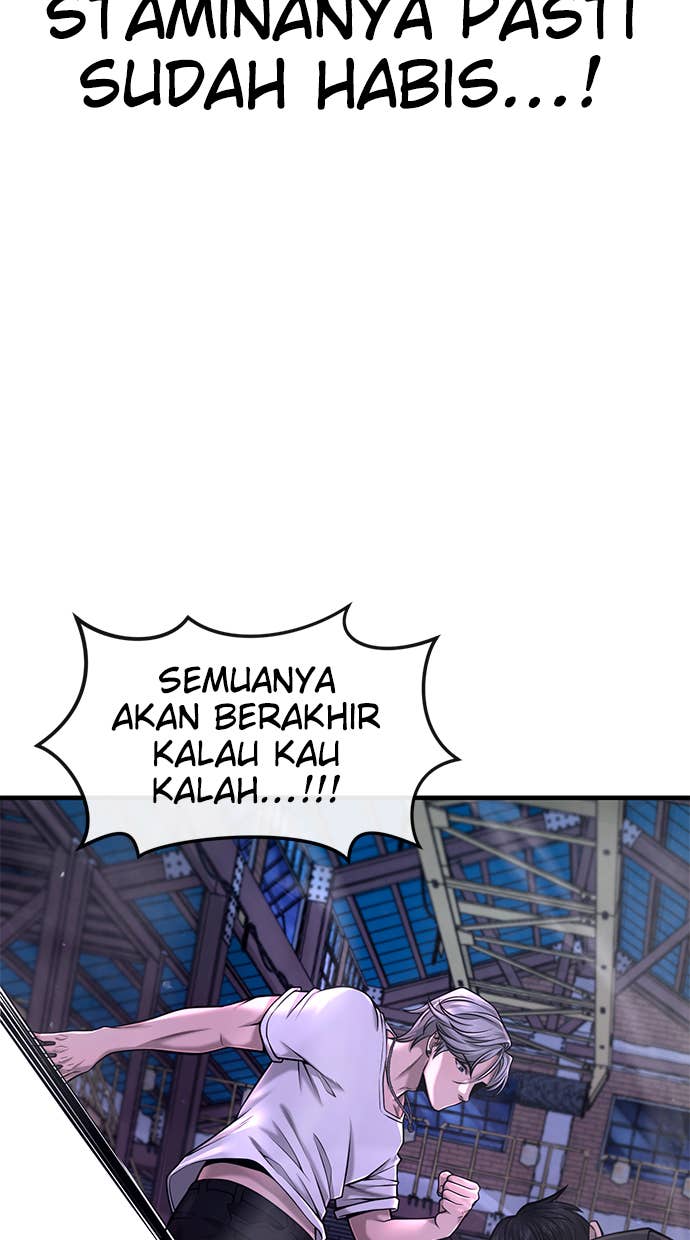 STAMINANYA PASTI
SUDAH HABIS...!
SEMUANYA
AKAN BERAKHIR
KALAU KAU
KALAH...!!!